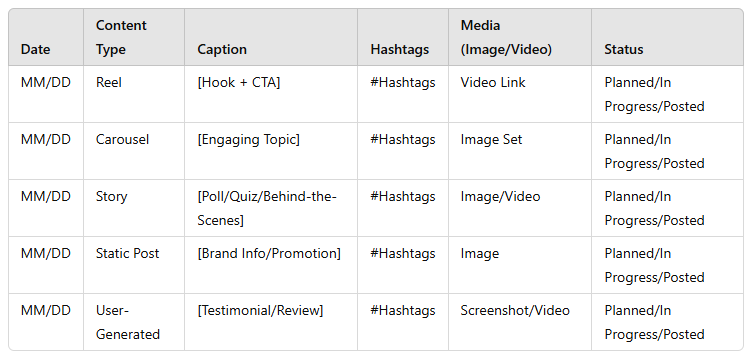 Date Content Type Caption Hashtags Media (Image/Video) Status
MM/DD Reel [Hook + CTA] #Hashtags Video Link Planned/In Progress/Posted
MM/DD Carousel [Engaging Topic] #Hashtags Image Set Planned/In Progress/Posted
MM/DD Story [Poll/Quiz/Behind-the-Scenes] #Hashtags Image/Video Planned/In Progress/Posted
MM/DD Static Post [Brand Info/Promotion] #Hashtags Image Planned/In Progress/Posted
MM/DD User-Generated [Testimonial/Review] #Hashtags Screenshot/Video Planned/In Progress/Posted